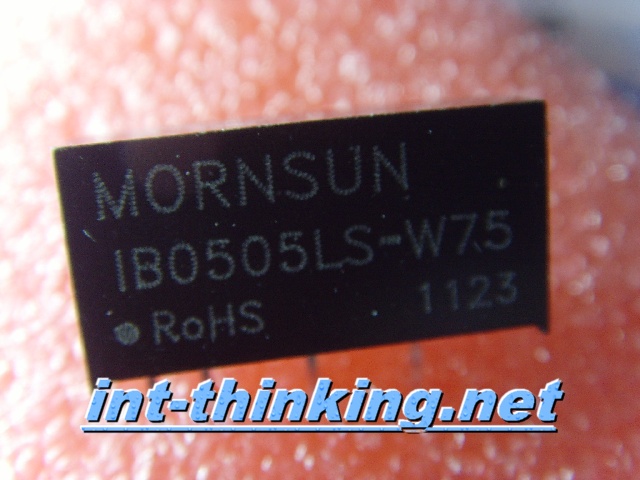 MORNSUN
IB0505LS-W75
RoHS 1123
int-thinking.net